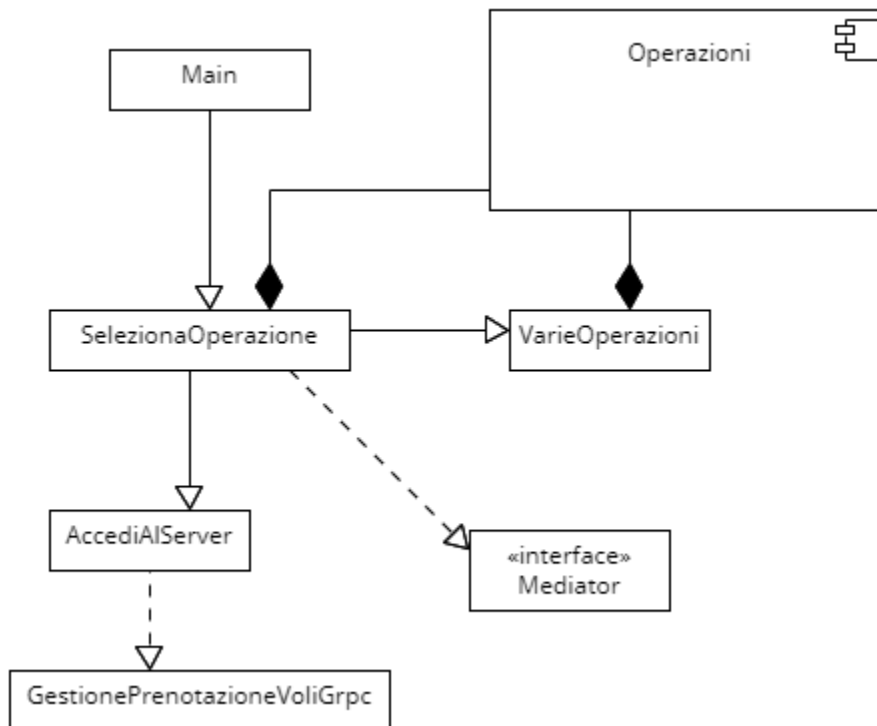 Main
Operazioni
SelezionaOperazione
VarieOperazioni
AccediAlServer
«interface»
Mediator
GestionePrenotazioneVoliGrpc